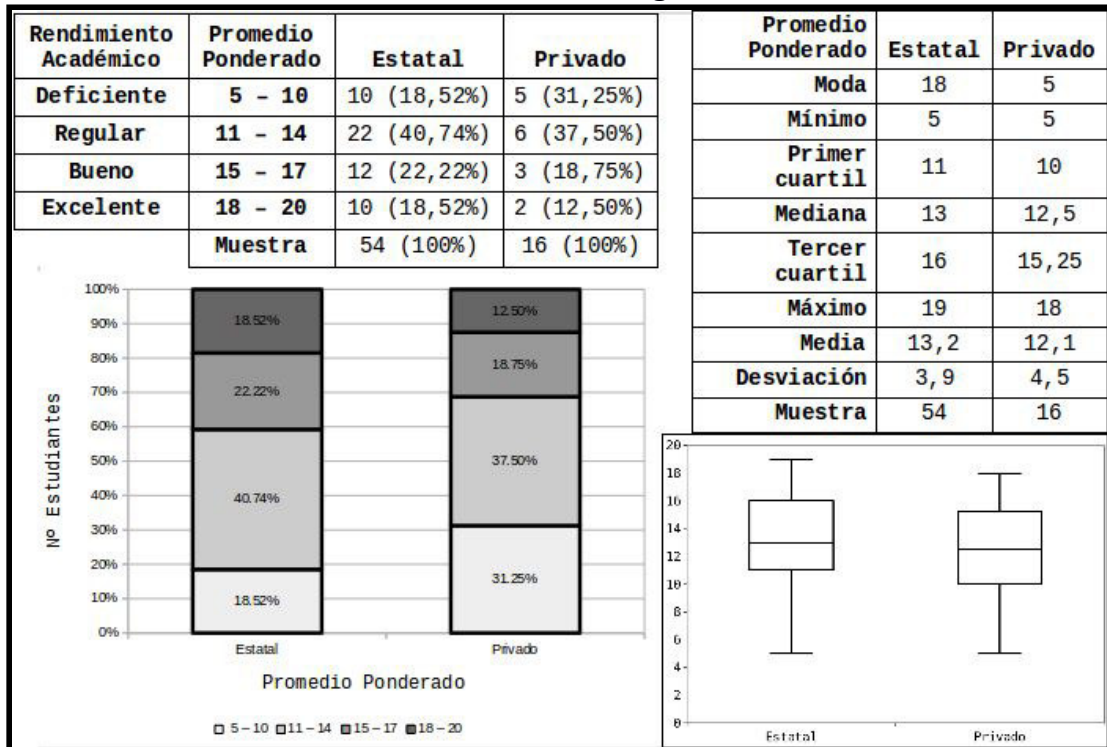 Rendimiento Académico Promedio Ponderado Estatal Privado
Deficiente 5 – 10 10 (18,52%) 5 (31,25%)
Regular 11 – 14 22 (40,74%) 6 (37,50%)
Bueno 15 – 17 12 (22,22%) 3 (18,75%)
Excelente 18 – 20 10 (18,52%) 2 (12,50%)
Muestra 54 (100%) 16 (100%)
Promedio Ponderado Estatal Privado
Moda 18 5
Mínimo 5 5
Primer cuartil 11 10
Mediana 13 12,5
Tercer cuartil 16 15,25
Máximo 19 18
Media 13,2 12,1
Desviación 3,9 4,5
Muestra 54 16
Nº Estudiantes
100%
90%
80%
70%
60%
50%
40%
30%
20%
10%
0%
18.52%
22.22%
40.74%
18.52%
12.50%
18.75%
37.50%
31.25%
Estatal Privado
Promedio Ponderado
5 – 10 11 – 14 15 – 17 18 – 20
20
18
16
14
12
10
8
6
4
2
0
Estatal Privado